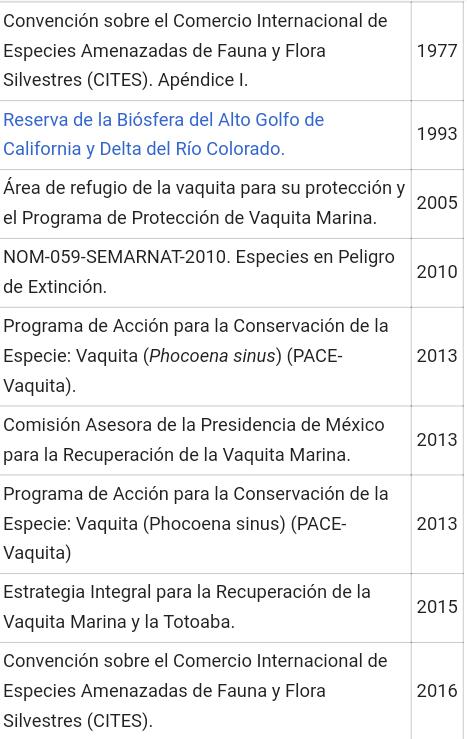 Convención sobre el Comercio Internacional de
Especies Amenazadas de Fauna y Flora
Silvestres (CITES). Apéndice I.
1977
Reserva de la Biósfera del Alto Golfo de
California y Delta del Río Colorado.
1993
Área de refugio de la vaquita para su protección y
el Programa de Protección de Vaquita Marina.
2005
NOM-059-SEMARNAT-2010. Especies en Peligro
de Extinción.
2010
Programa de Acción para la Conservación de la
Especie: Vaquita (Phocoena sinus) (PACE-
Vaquita).
2013
Comisión Asesora de la Presidencia de México
para la Recuperación de la Vaquita Marina.
2013
Programa de Acción para la Conservación de la
Especie: Vaquita (Phocoena sinus) (PACE-
Vaquita)
2013
Estrategia Integral para la Recuperación de la
Vaquita Marina y la Totoaba.
2015
Convención sobre el Comercio Internacional de
Especies Amenazadas de Fauna y Flora
Silvestres (CITES).
2016